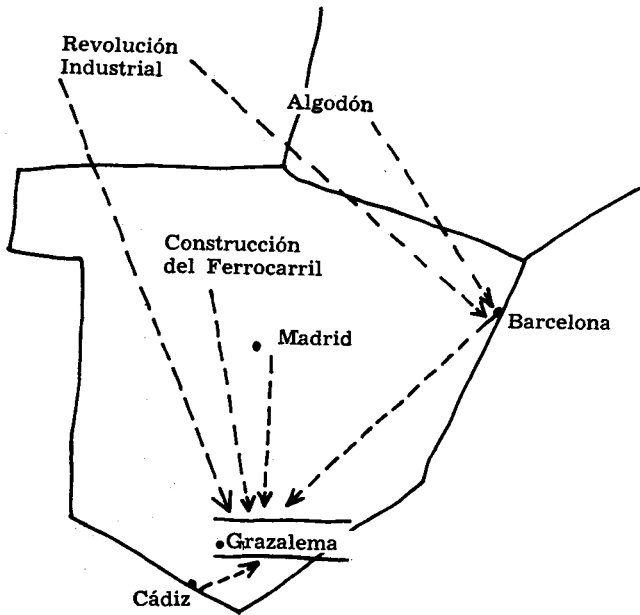 Revolución
Industrial
Algodón
Construcción
del Ferrocarril
Madrid
Barcelona
Grazalema
Cádiz